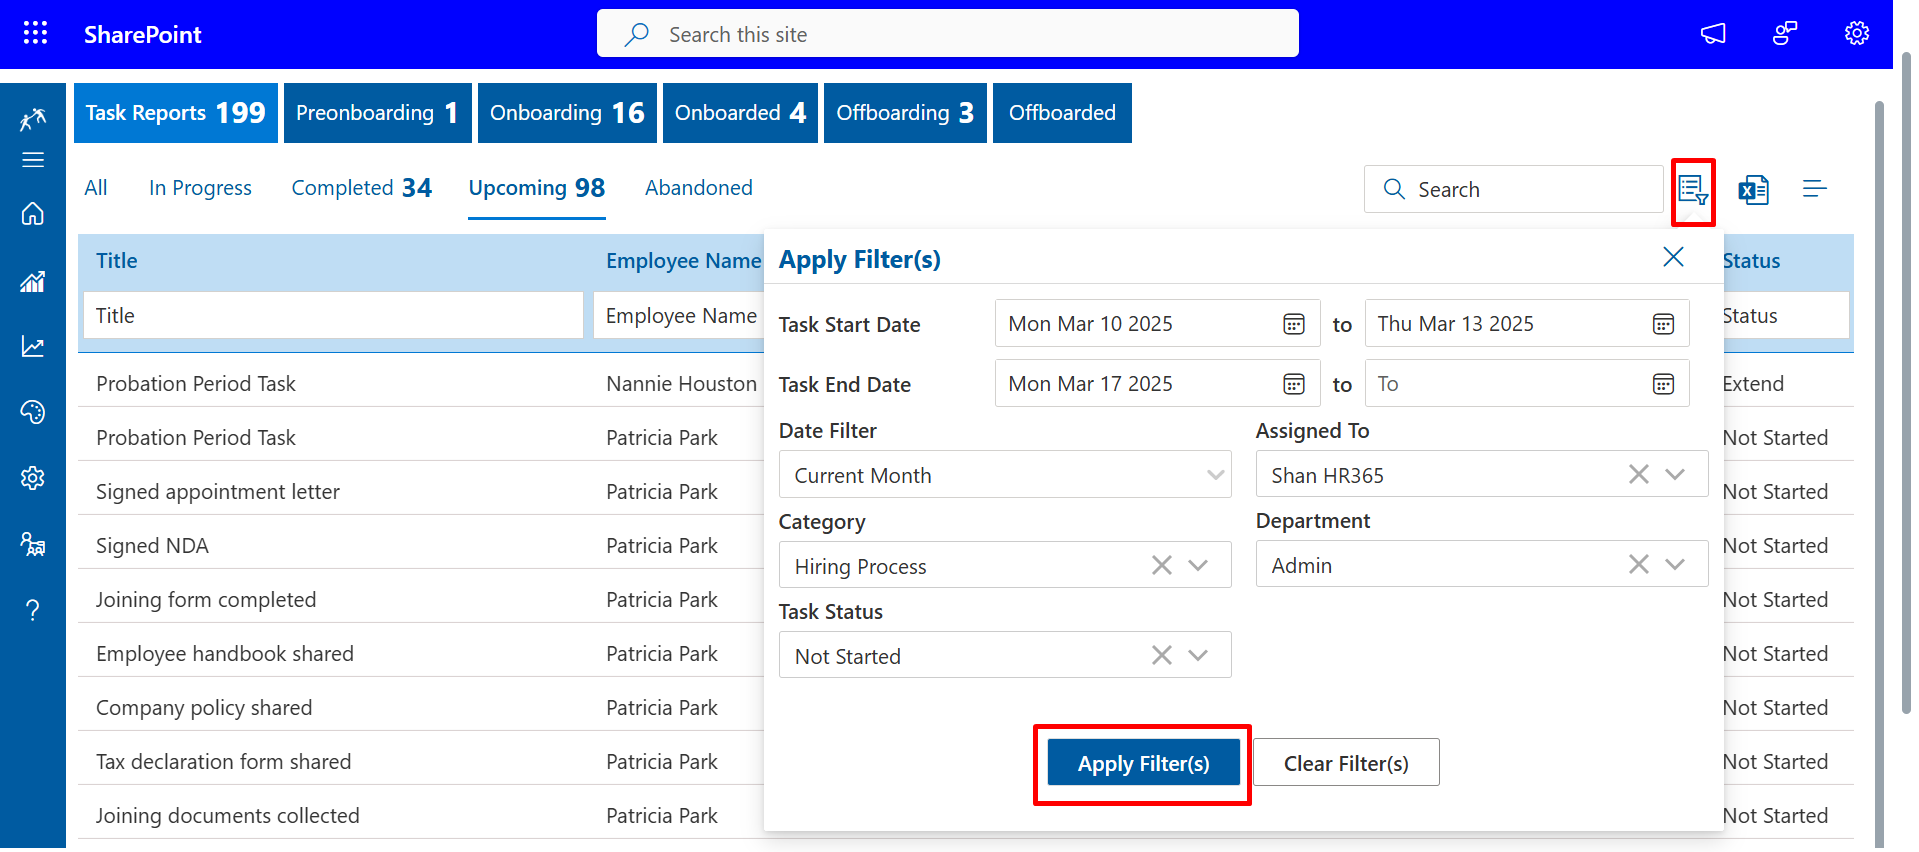 SharePoint
Search this site
Task Reports 199
Preonboarding 1
Onboarding 16
Onboarded 4
Offboarding 3
Offboarded
All
In Progress
Completed 34
Upcoming 98
Abandoned
Search
Title
Employee Name
Status
Title
Employee Name
Status
Probation Period Task
Nannie Houston
Extend
Probation Period Task
Patricia Park
Not Started
Signed appointment letter
Patricia Park
Not Started
Signed NDA
Patricia Park
Not Started
Joining form completed
Patricia Park
Not Started
Employee handbook shared
Patricia Park
Not Started
Company policy shared
Patricia Park
Not Started
Tax declaration form shared
Patricia Park
Not Started
Joining documents collected
Patricia Park
Not Started
Apply Filter(s)
Task Start Date
Mon Mar 10 2025
to
Thu Mar 13 2025
Task End Date
Mon Mar 17 2025
to
To
Date Filter
Current Month
Assigned To
Shan HR365
Category
Hiring Process
Department
Admin
Task Status
Not Started
Apply Filter(s)
Clear Filter(s)